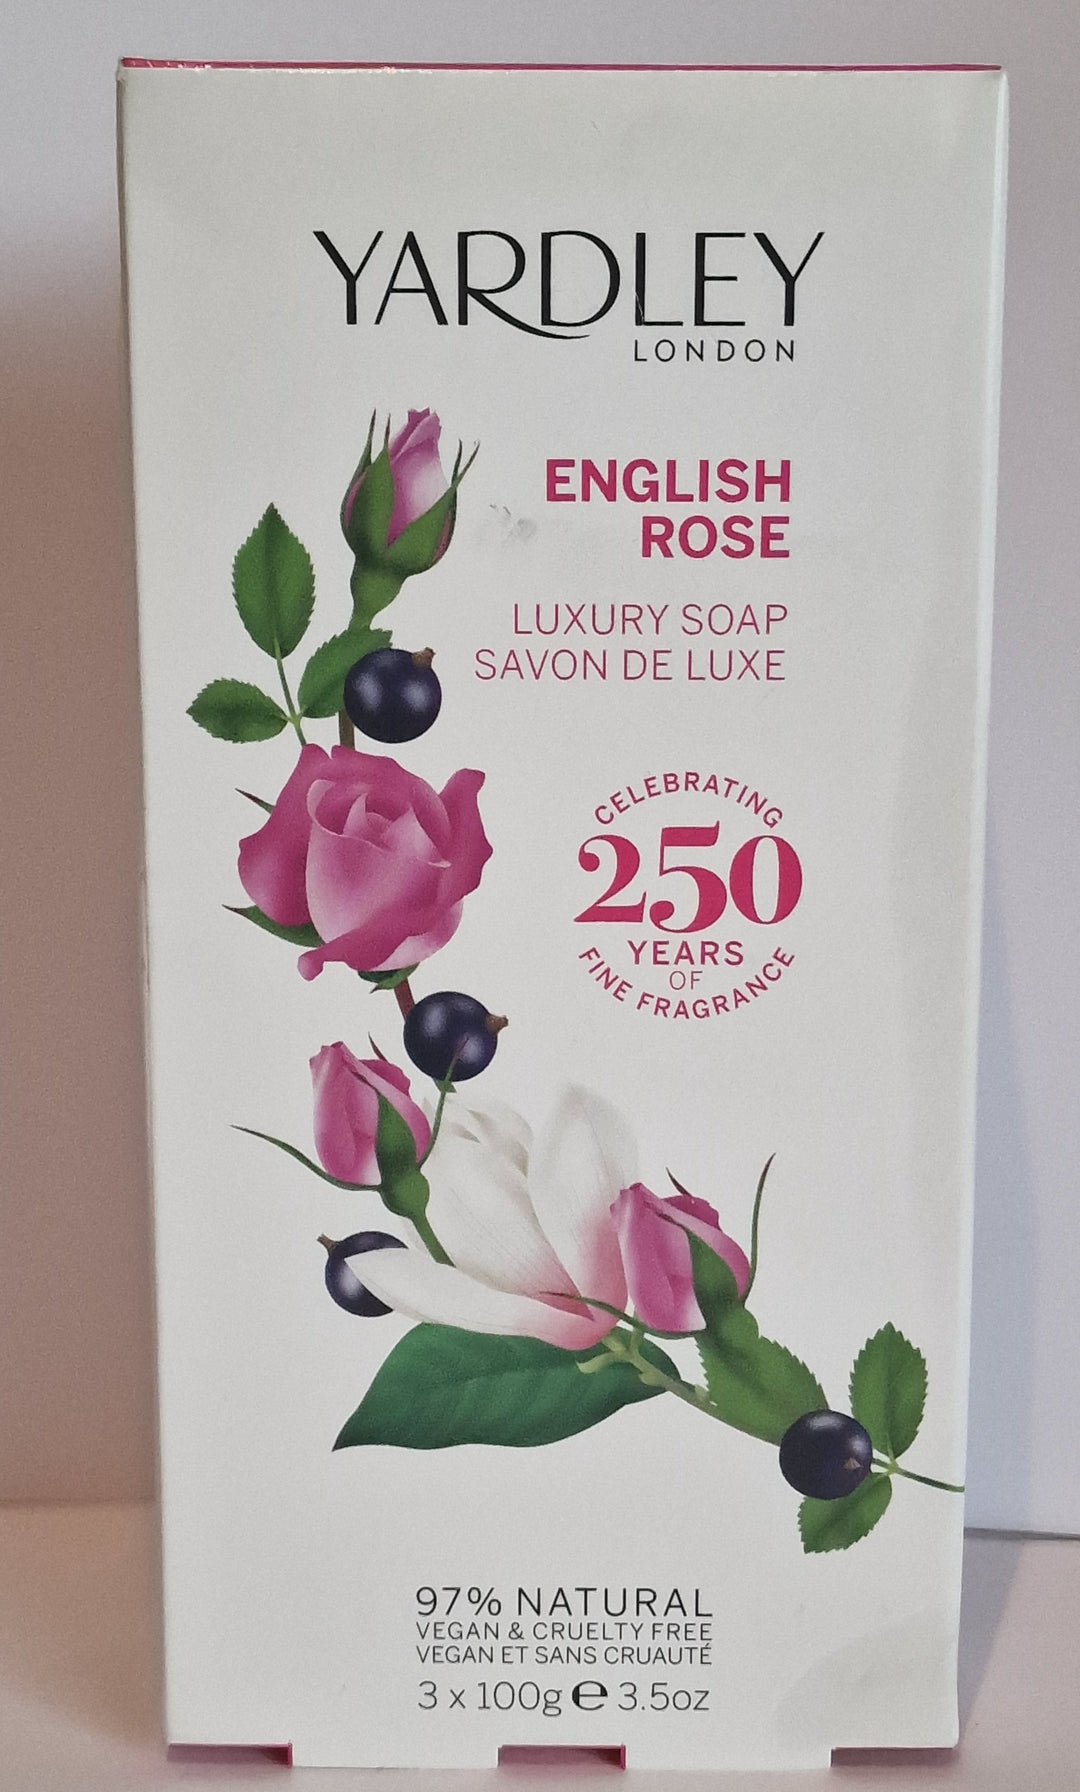 YARDLEY
LONDON
ENGLISH
ROSE
LUXURY SOAP
SAVON DE LUXE
CELEBRATING
250
YEARS
OF
FINE FRAGRANCE
97% NATURAL
VEGAN & CRUELTY FREE
VEGAN ET SANS CRUAUTÉ
3 x 100g ℮ 3.5oz